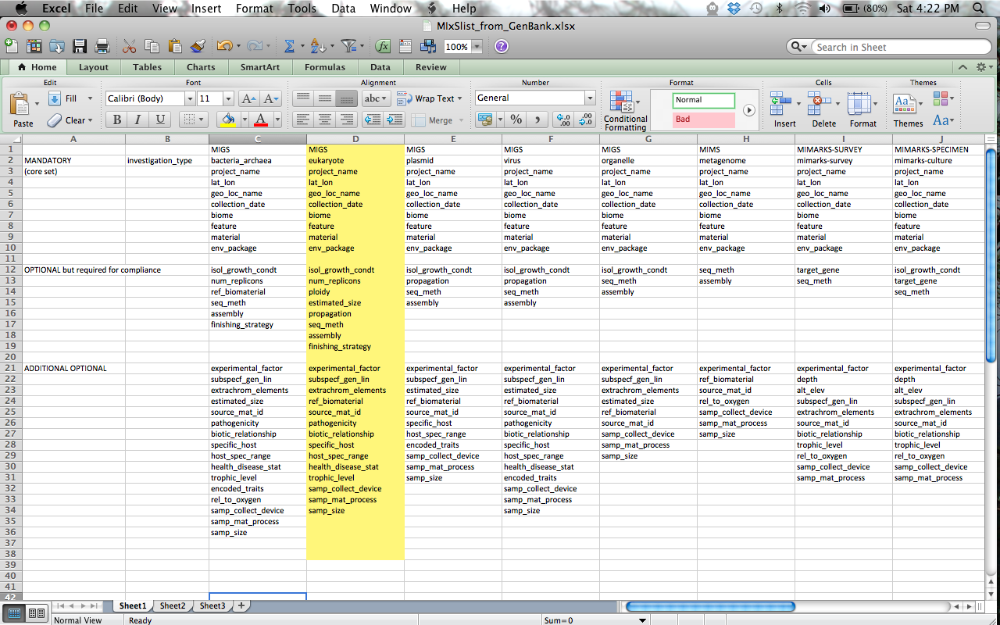 Excel File Edit View Insert Format Tools Data Window Help (80%) Sat 4:22 PM
MIxSlist_from_GenBank.xlsx
100% Search in Sheet
Home Layout Tables Charts SmartArt Formulas Data Review
Edit Font Alignment Number Format Cells Themes
Fill Calibri (Body) 11 A A abc Wrap Text General Normal
Paste Clear B I U A Merge % Conditional Formatting Bad Insert Delete Format Themes Aa
A B C D E F G H I J
1 MIGS MIGS MIGS MIGS MIGS MIMS MIMARKS-SURVEY MIMARKS-SPECIMEN
2 MANDATORY investigation_type bacteria_archaea eukaryote plasmid virus organelle metagenome mimarks-survey mimarks-culture
3 (core set) project_name project_name project_name project_name project_name project_name project_name project_name
4 lat_lon lat_lon lat_lon lat_lon lat_lon lat_lon lat_lon lat_lon
5 geo_loc_name geo_loc_name geo_loc_name geo_loc_name geo_loc_name geo_loc_name geo_loc_name geo_loc_name
6 collection_date collection_date collection_date collection_date collection_date collection_date collection_date collection_date
7 biome biome biome biome biome biome biome biome
8 feature feature feature feature feature feature feature feature
9 material material material material material material material material
10 env_package env_package env_package env_package env_package env_package env_package env_package
11
12 OPTIONAL but required for compliance isol_growth_condt isol_growth_condt isol_growth_condt isol_growth_condt isol_growth_condt seq_meth target_gene isol_growth_condt
13 num_replicons num_replicons propagation propagation seq_meth assembly seq_meth target_gene
14 ref_biomaterial ploidy seq_meth seq_meth assembly seq_meth
15 seq_meth estimated_size assembly assembly
16 assembly propagation
17 finishing_strategy seq_meth
18 assembly
19 finishing_strategy
20
21 ADDITIONAL OPTIONAL experimental_factor experimental_factor experimental_factor experimental_factor experimental_factor experimental_factor experimental_factor experimental_factor
22 subspecf_gen_lin subspecf_gen_lin subspecf_gen_lin subspecf_gen_lin subspecf_gen_lin ref_biomaterial depth depth
23 extrachrom_elements extrachrom_elements estimated_size estimated_size extrachrom_elements source_mat_id alt_elev alt_elev
24 estimated_size ref_biomaterial ref_biomaterial ref_biomaterial estimated_size rel_to_oxygen subspecf_gen_lin subspecf_gen_lin
25 source_mat_id source_mat_id source_mat_id source_mat_id ref_biomaterial samp_collect_device extrachrom_elements extrachrom_elements
26 pathogenicity pathogenicity specific_host pathogenicity source_mat_id samp_mat_process source_mat_id source_mat_id
27 biotic_relationship biotic_relationship host_spec_range biotic_relationship samp_collect_device samp_size biotic_relationship biotic_relationship
28 specific_host specific_host encoded_traits specific_host samp_mat_process trophic_level trophic_level
29 host_spec_range host_spec_range samp_collect_device host_spec_range samp_size rel_to_oxygen rel_to_oxygen
30 health_disease_stat health_disease_stat samp_mat_process health_disease_stat samp_collect_device samp_collect_device
31 trophic_level trophic_level samp_size encoded_traits samp_mat_process samp_mat_process
32 encoded_traits samp_collect_device samp_collect_device
33 rel_to_oxygen samp_mat_process samp_mat_process
34 samp_collect_device samp_size samp_size
35 samp_mat_process
36 samp_size
37
38
39
40
41
42
Sheet1 Sheet2 Sheet3
Normal View Ready Sum=0